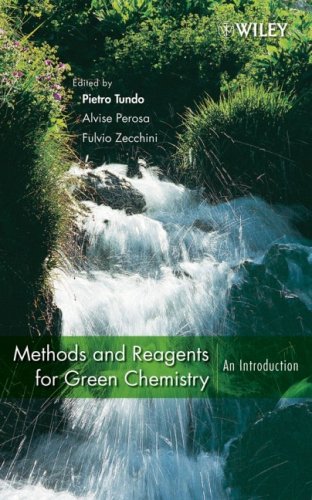 WILEY
Edited by
Pietro Tundo
Alvise Perosa
Fulvio Zecchini
Methods and Reagents
for Green Chemistry
An Introduction